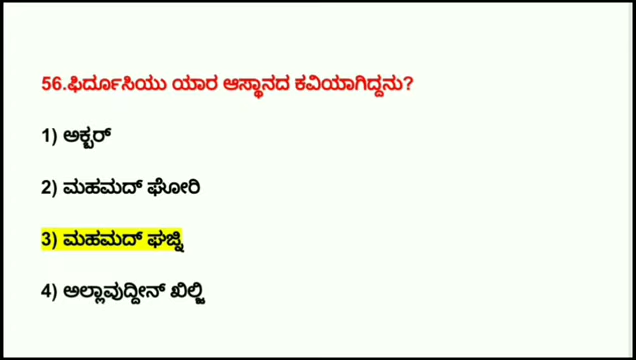 56.ಫಿರ್ದೂಸಿಯು ಯಾರ ಆಸ್ಥಾನದ ಕವಿಯಾಗಿದ್ದನು?
1) ಅಕ್ಬರ್
2) ಮಹಮದ್ ಘೋರಿ
3) ಮಹಮದ್ ಘಜ್ನಿ
4) ಅಲ್ಲಾವುದ್ದೀನ್ ಖಿಲ್ಜಿ